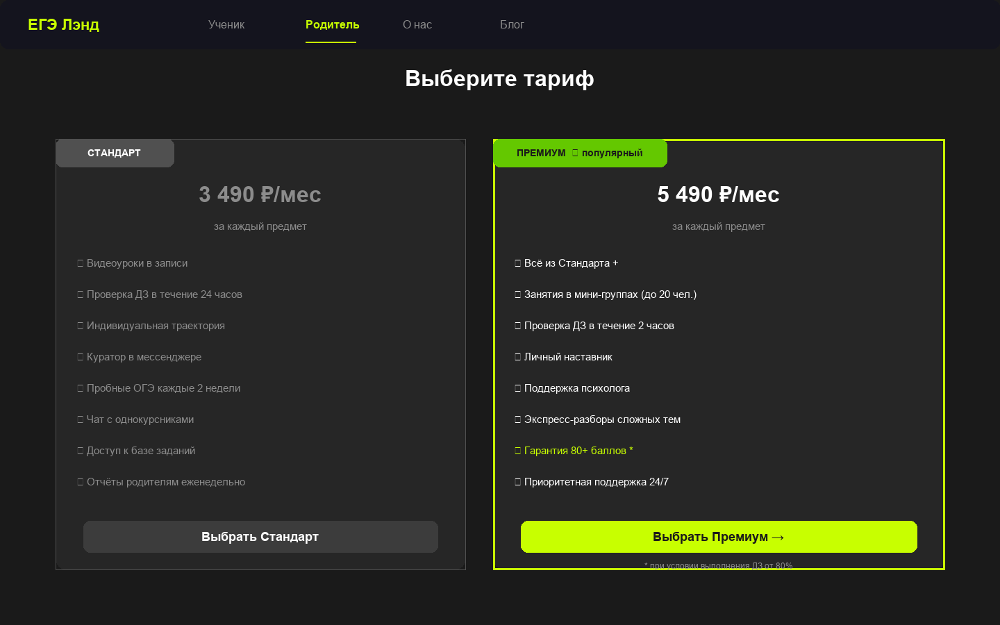 ЕГЭ Лэнд
Ученик
Родитель
О нас
Блог
Выберите тариф
СТАНДАРТ
3 490 ₽/мес
за каждый предмет
Видеоуроки в записи
Проверка ДЗ в течение 24 часов
Индивидуальная траектория
Куратор в мессенджере
Пробные ОГЭ каждые 2 недели
Чат с однокурсниками
Доступ к базе заданий
Отчёты родителям еженедельно
Выбрать Стандарт
ПРЕМИУМ популярный
5 490 ₽/мес
за каждый предмет
Всё из Стандарта +
Занятия в мини-группах (до 20 чел.)
Проверка ДЗ в течение 2 часов
Личный наставник
Поддержка психолога
Экспресс-разборы сложных тем
Гарантия 80+ баллов *
Приоритетная поддержка 24/7
Выбрать Премиум →
* при условии выполнения ДЗ от 80%